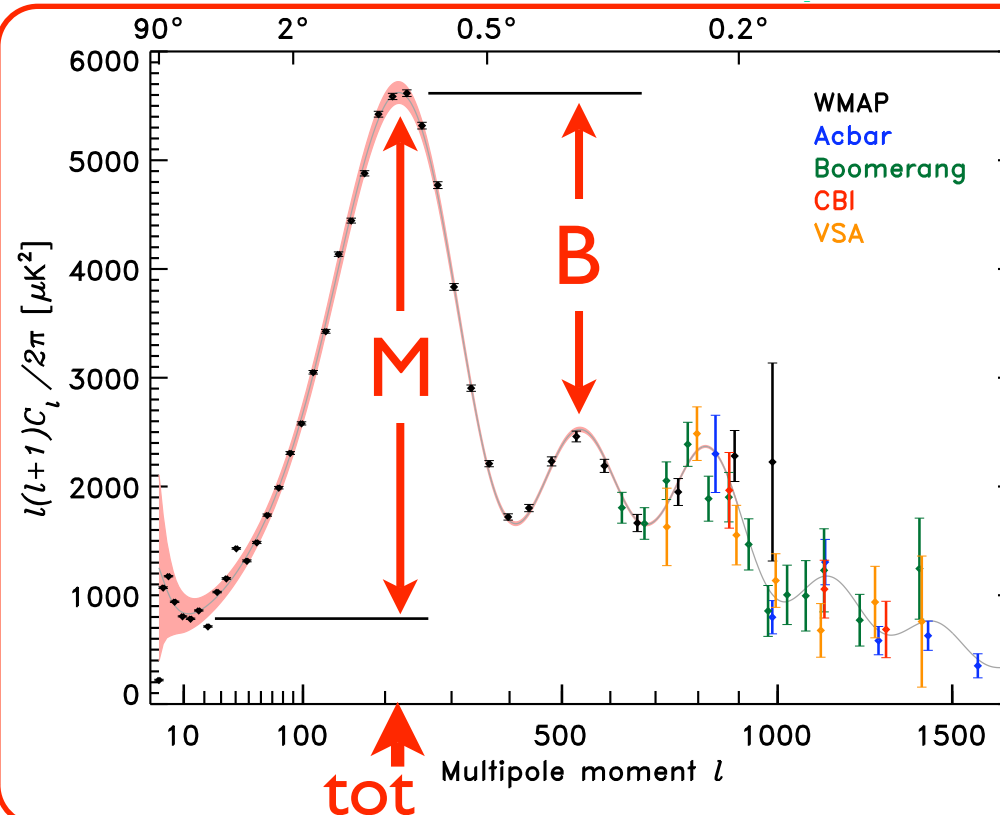 90° 2° 0.5° 0.2°
6000
5000
4000
3000
2000
1000
0
l(l+1)C_l/2π [μK²]
WMAP
Acbar
Boomerang
CBI
VSA
B
M
10 100 500 1000 1500
Multipole moment l
tot